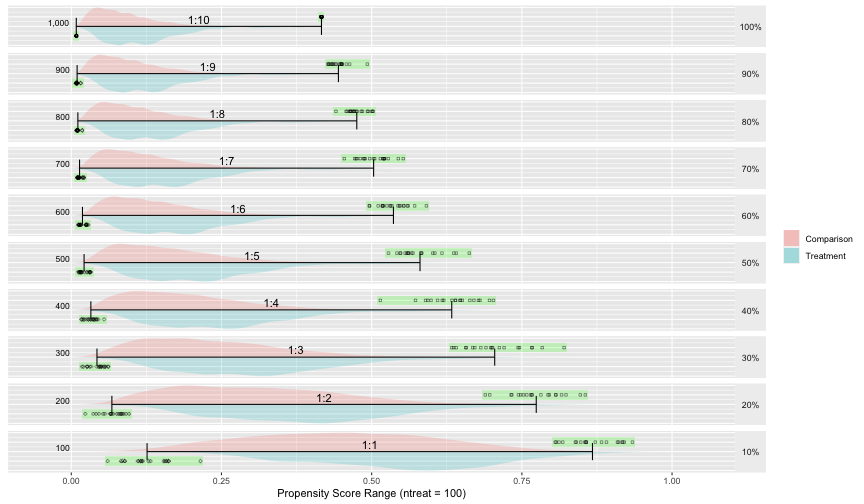 1,000 1:10 100%
900 1:9 90%
800 1:8 80%
700 1:7 70%
600 1:6 60%
500 1:5 50%
400 1:4 40%
300 1:3 30%
200 1:2 20%
100 1:1 10%
Comparison
Treatment
0.00 0.25 0.50 0.75 1.00
Propensity Score Range (ntreat = 100)